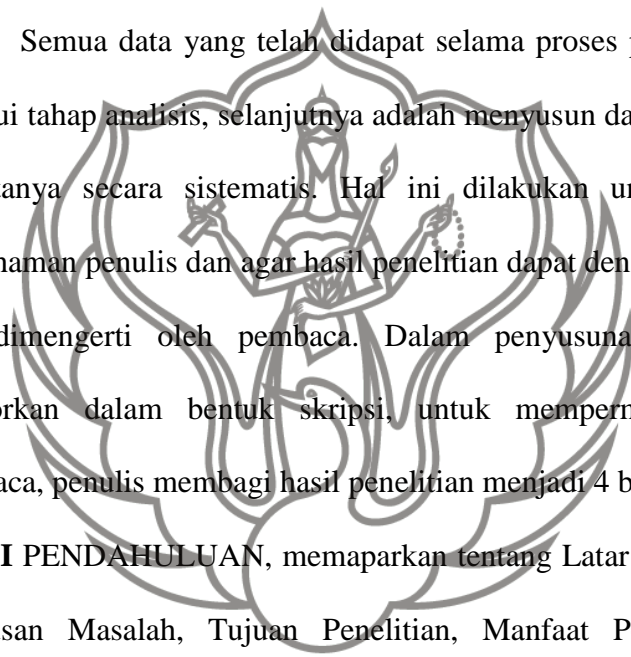 Semua data yang telah didapat selama proses p
ui tahap analisis, selanjutnya adalah menyusun da
tanya secara sistematis. Hal ini dilakukan un
haman penulis dan agar hasil penelitian dapat den
dimengerti oleh pembaca. Dalam penyusuna
orkan dalam bentuk skripsi, untuk mempern
aca, penulis membagi hasil penelitian menjadi 4 b
I PENDAHULUAN, memaparkan tentang Latar
usan Masalah, Tujuan Penelitian, Manfaat P